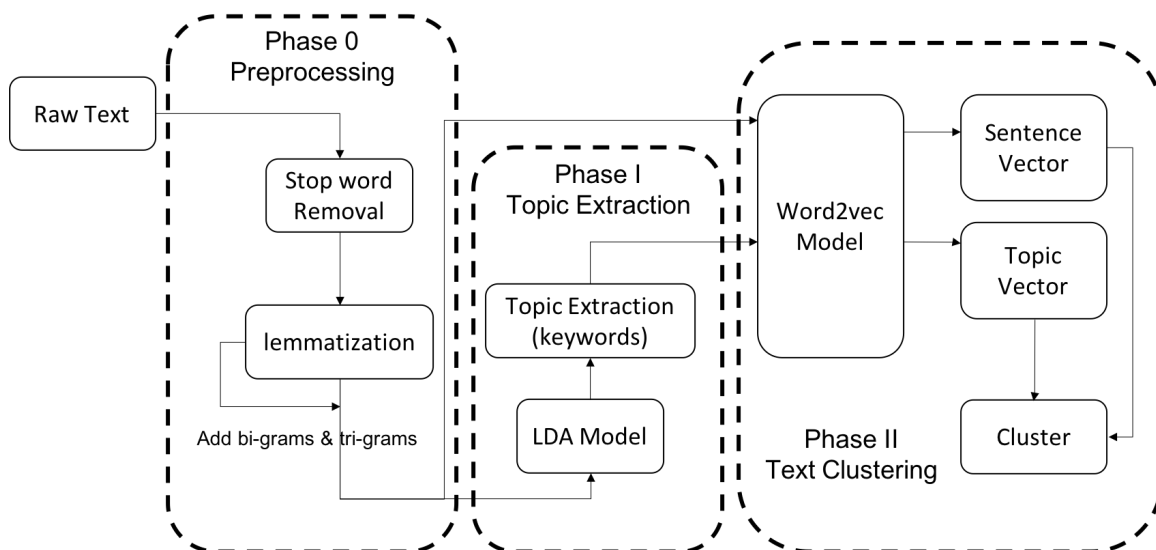 Phase 0
Preprocessing
Raw Text
Stop word
Removal
lemmatization
Add bi-grams & tri-grams
Phase I
Topic Extraction
Topic Extraction
(keywords)
LDA Model
Word2vec
Model
Sentence
Vector
Topic
Vector
Cluster
Phase II
Text Clustering